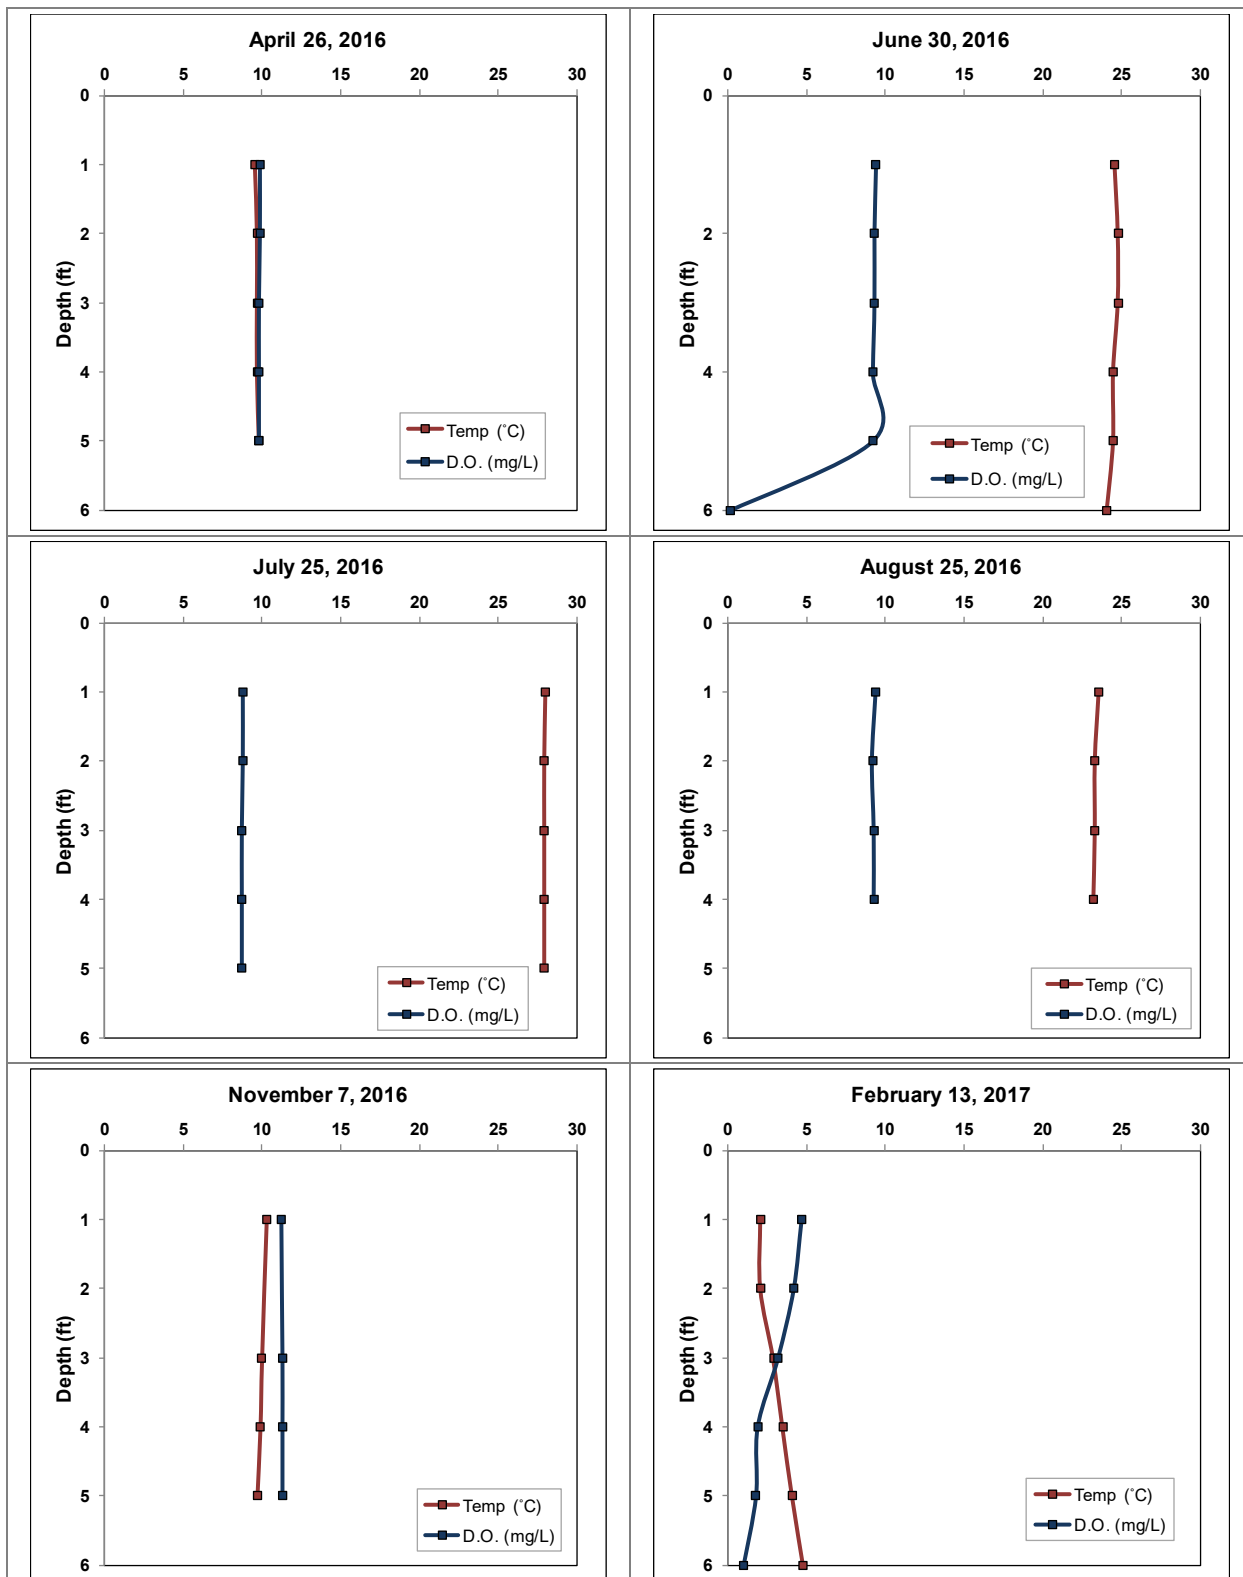 April 26, 2016
0 5 10 15 20 25 30
0
1
2
3
4
5
6
Depth (ft)
Temp (˚C)
D.O. (mg/L)
June 30, 2016
0 5 10 15 20 25 30
0
2
4
6
Depth (ft)
Temp (˚C)
D.O. (mg/L)
July 25, 2016
0 5 10 15 20 25 30
0
1
2
3
4
5
6
Depth (ft)
Temp (˚C)
D.O. (mg/L)
August 25, 2016
0 5 10 15 20 25 30
0
1
2
3
4
5
6
Depth (ft)
Temp (˚C)
D.O. (mg/L)
November 7, 2016
0 5 10 15 20 25 30
0
1
2
3
4
5
6
Depth (ft)
Temp (˚C)
D.O. (mg/L)
February 13, 2017
0 5 10 15 20 25 30
0
1
2
3
4
5
6
Depth (ft)
Temp (˚C)
D.O. (mg/L)